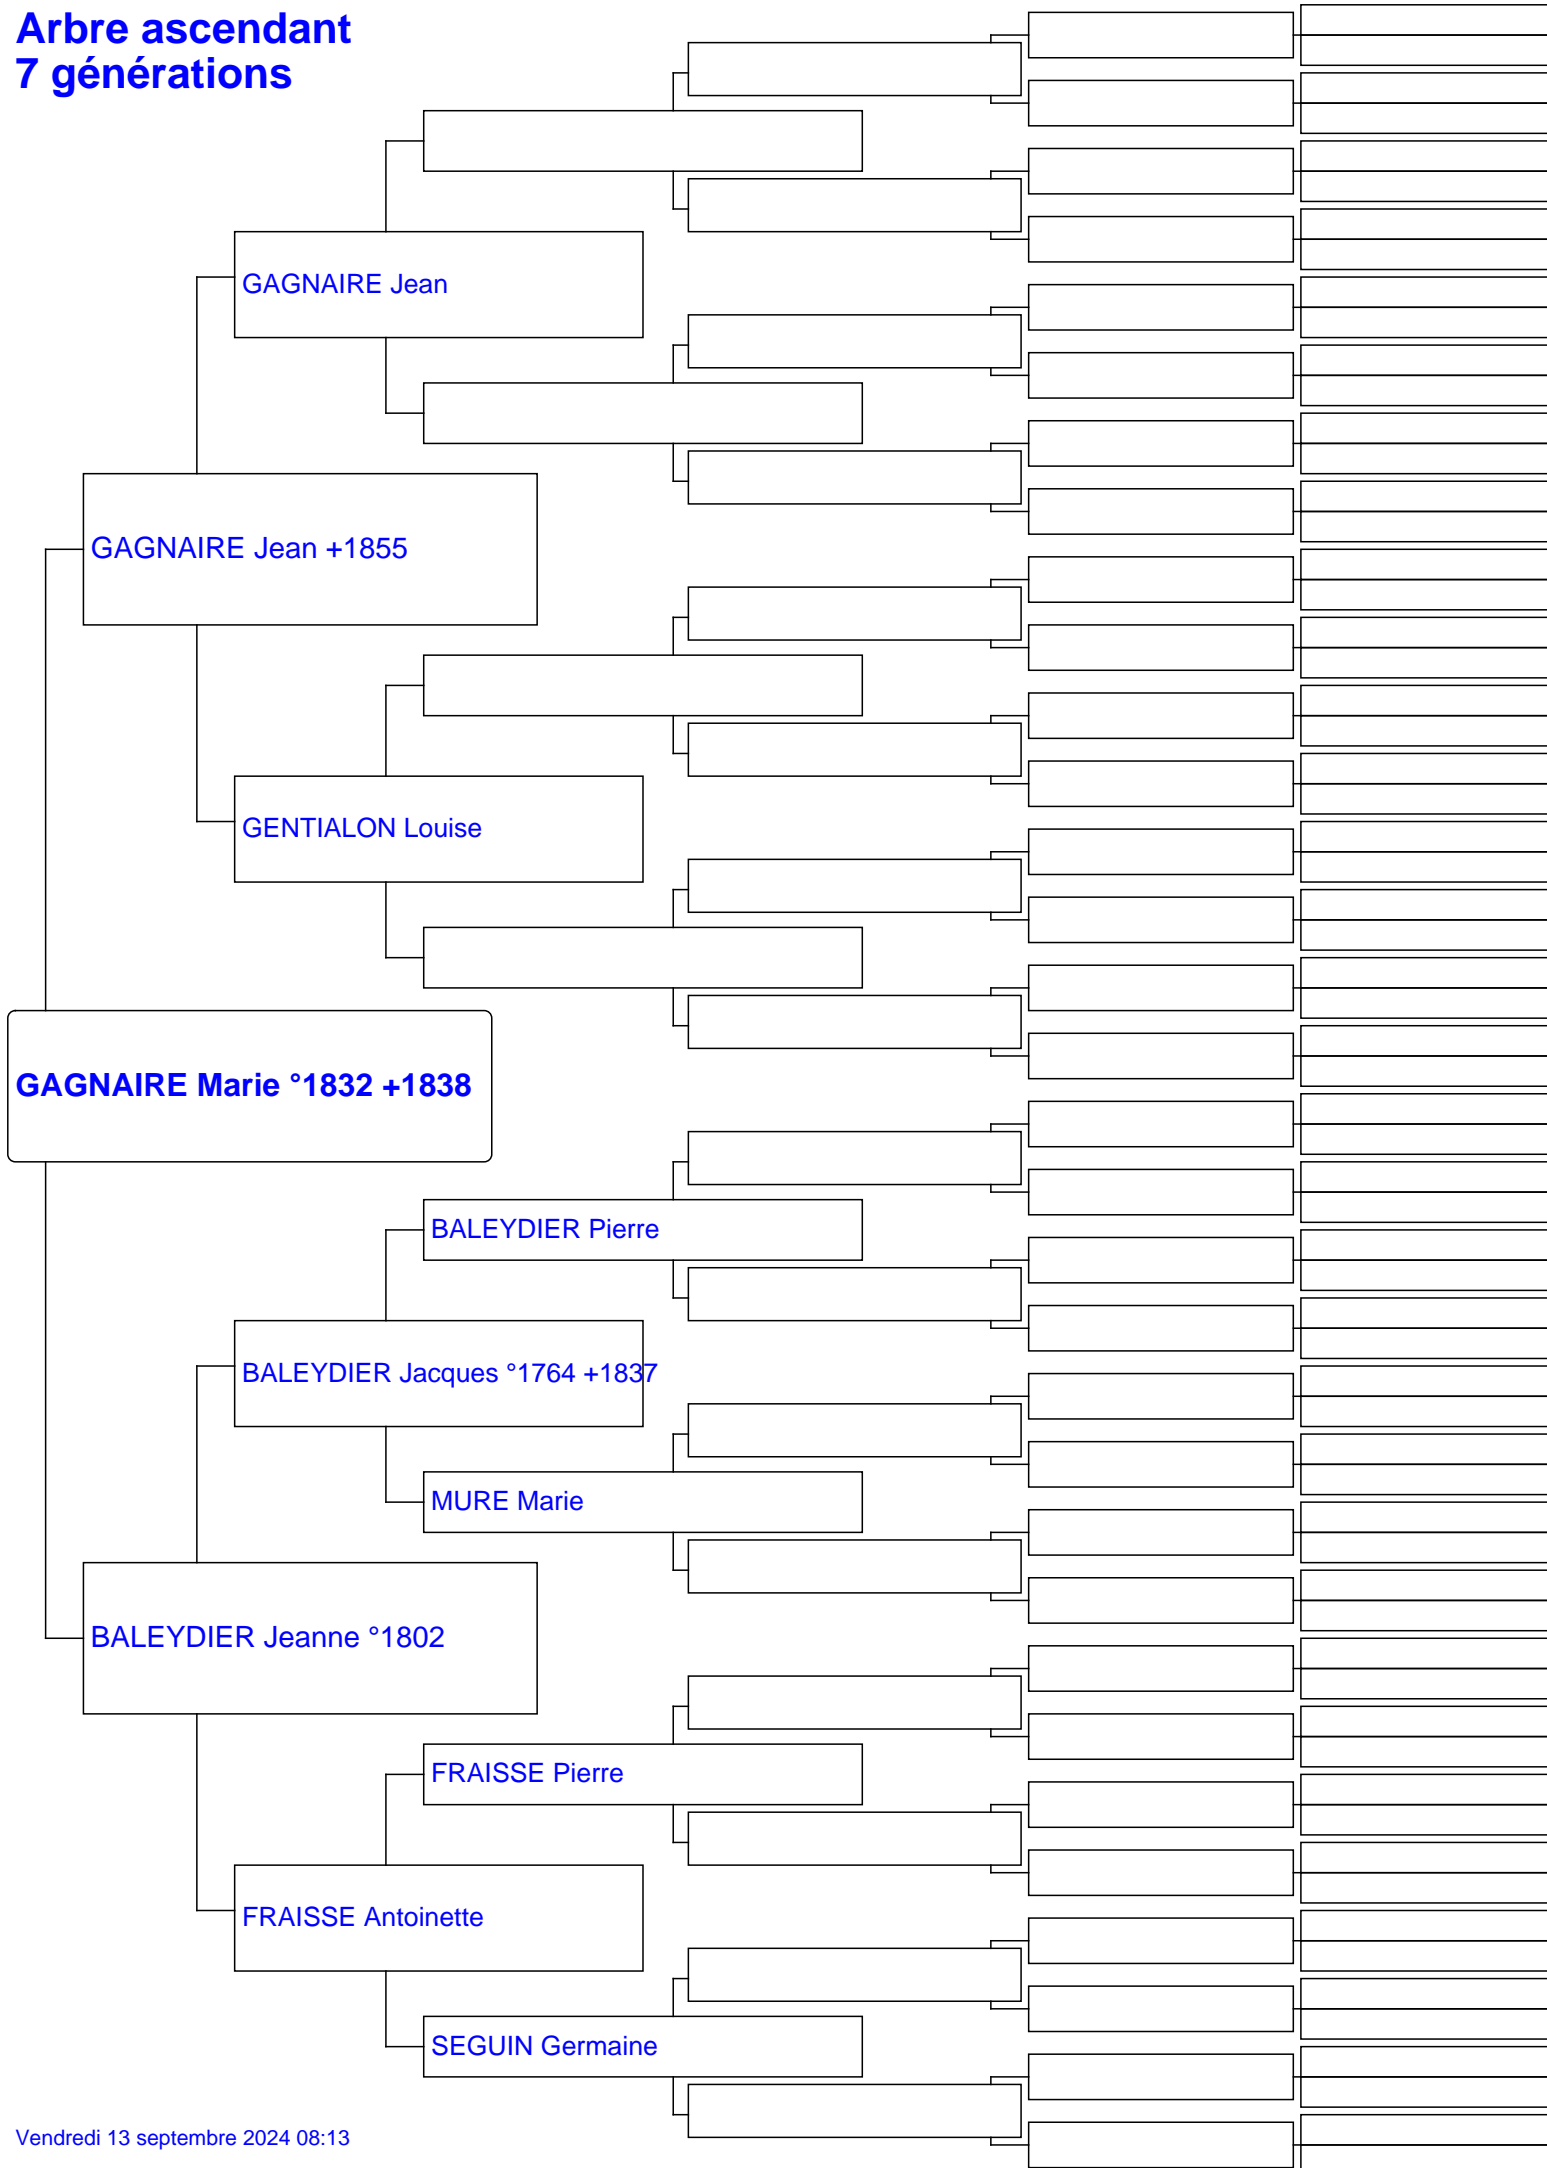 Arbre ascendant
7 générations
GAGNAIRE Jean
GAGNAIRE Jean +1855
GENTIALON Louise
GAGNAIRE Marie °1832 +1838
BALEYDIER Pierre
BALEYDIER Jacques °1764 +1837
MURE Marie
BALEYDIER Jeanne °1802
FRAISSE Pierre
FRAISSE Antoinette
SEGUIN Germaine
Vendredi 13 septembre 2024 08:13